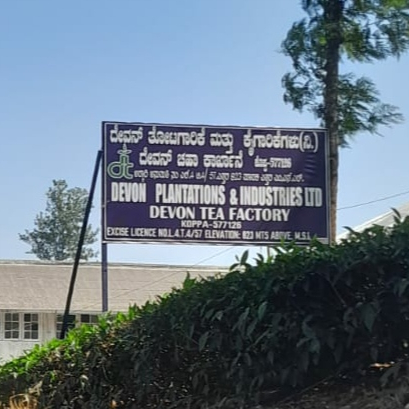 ದೇವನ್ ತೋಟಗಾರಿಕೆ ಮತ್ತು ಕೈಗಾರಿಕೆಗಳು(ನಿ.)
ದೇವನ್ ಚಹಾ ಕಾರ್ಖಾನೆ ಕೊಪ್ಪ-577126
DEVON PLANTATIONS & INDUSTRIES LTD
DEVON TEA FACTORY
KOPPA-577126
EXCISE LICENCE NO.L.4.T.4/57 ELEVATION: 823 MTS ABOVE. M.S.L